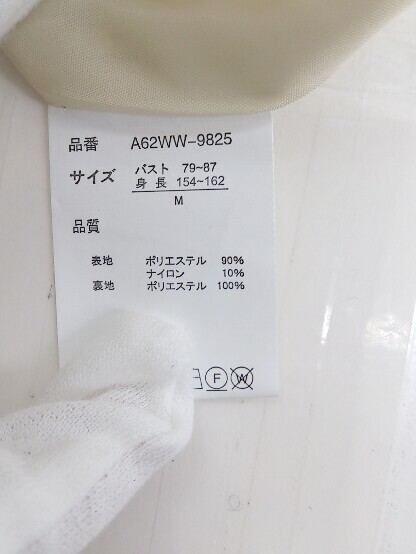 品番 A62WW-9825
サイズ バスト 79~87
身長 154~162
M
品質
表地 ポリエステル 90%
ナイロン 10%
裏地 ポリエステル 100%
F W